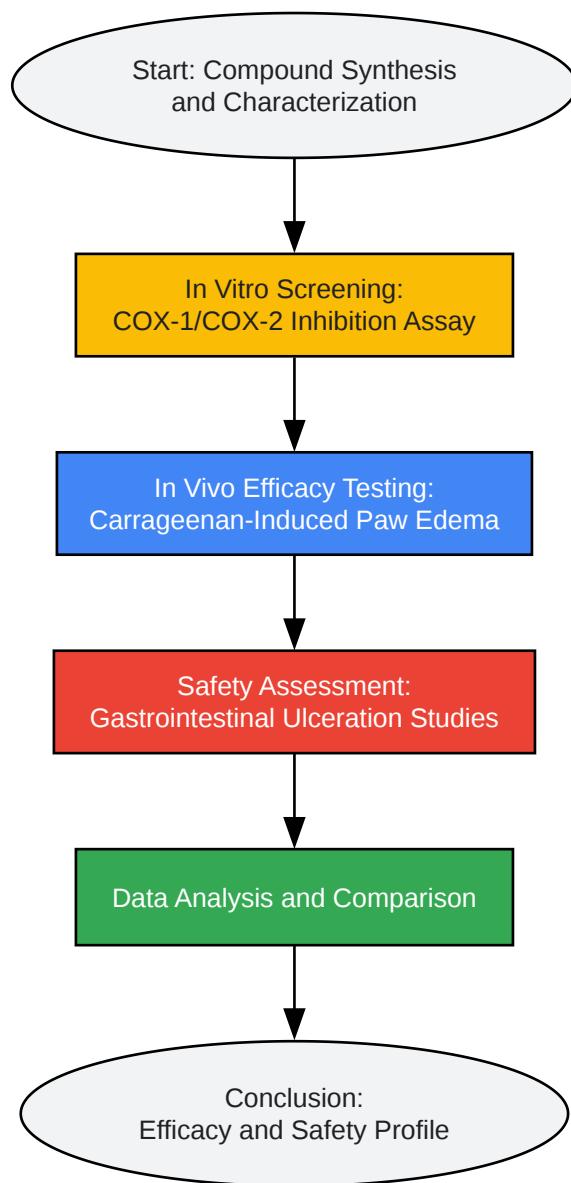 Start: Compound Synthesis
and Characterization
In Vitro Screening:
COX-1/COX-2 Inhibition Assay
In Vivo Efficacy Testing:
Carrageenan-Induced Paw Edema
Safety Assessment:
Gastrointestinal Ulceration Studies
Data Analysis and Comparison
Conclusion:
Efficacy and Safety Profile